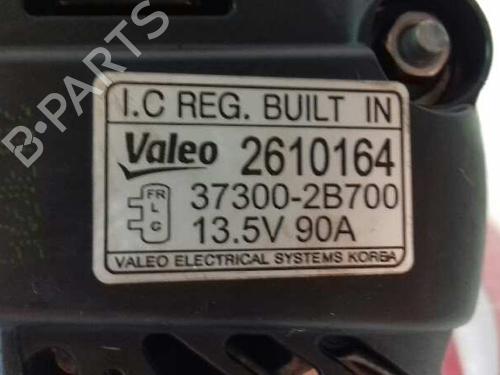 B-PARTS
I.C REG. BUILT IN
Valeo 2610164
FR
L
C
37300-2B700
13.5V 90A
VALEO ELECTRICAL SYSTEMS KOREA